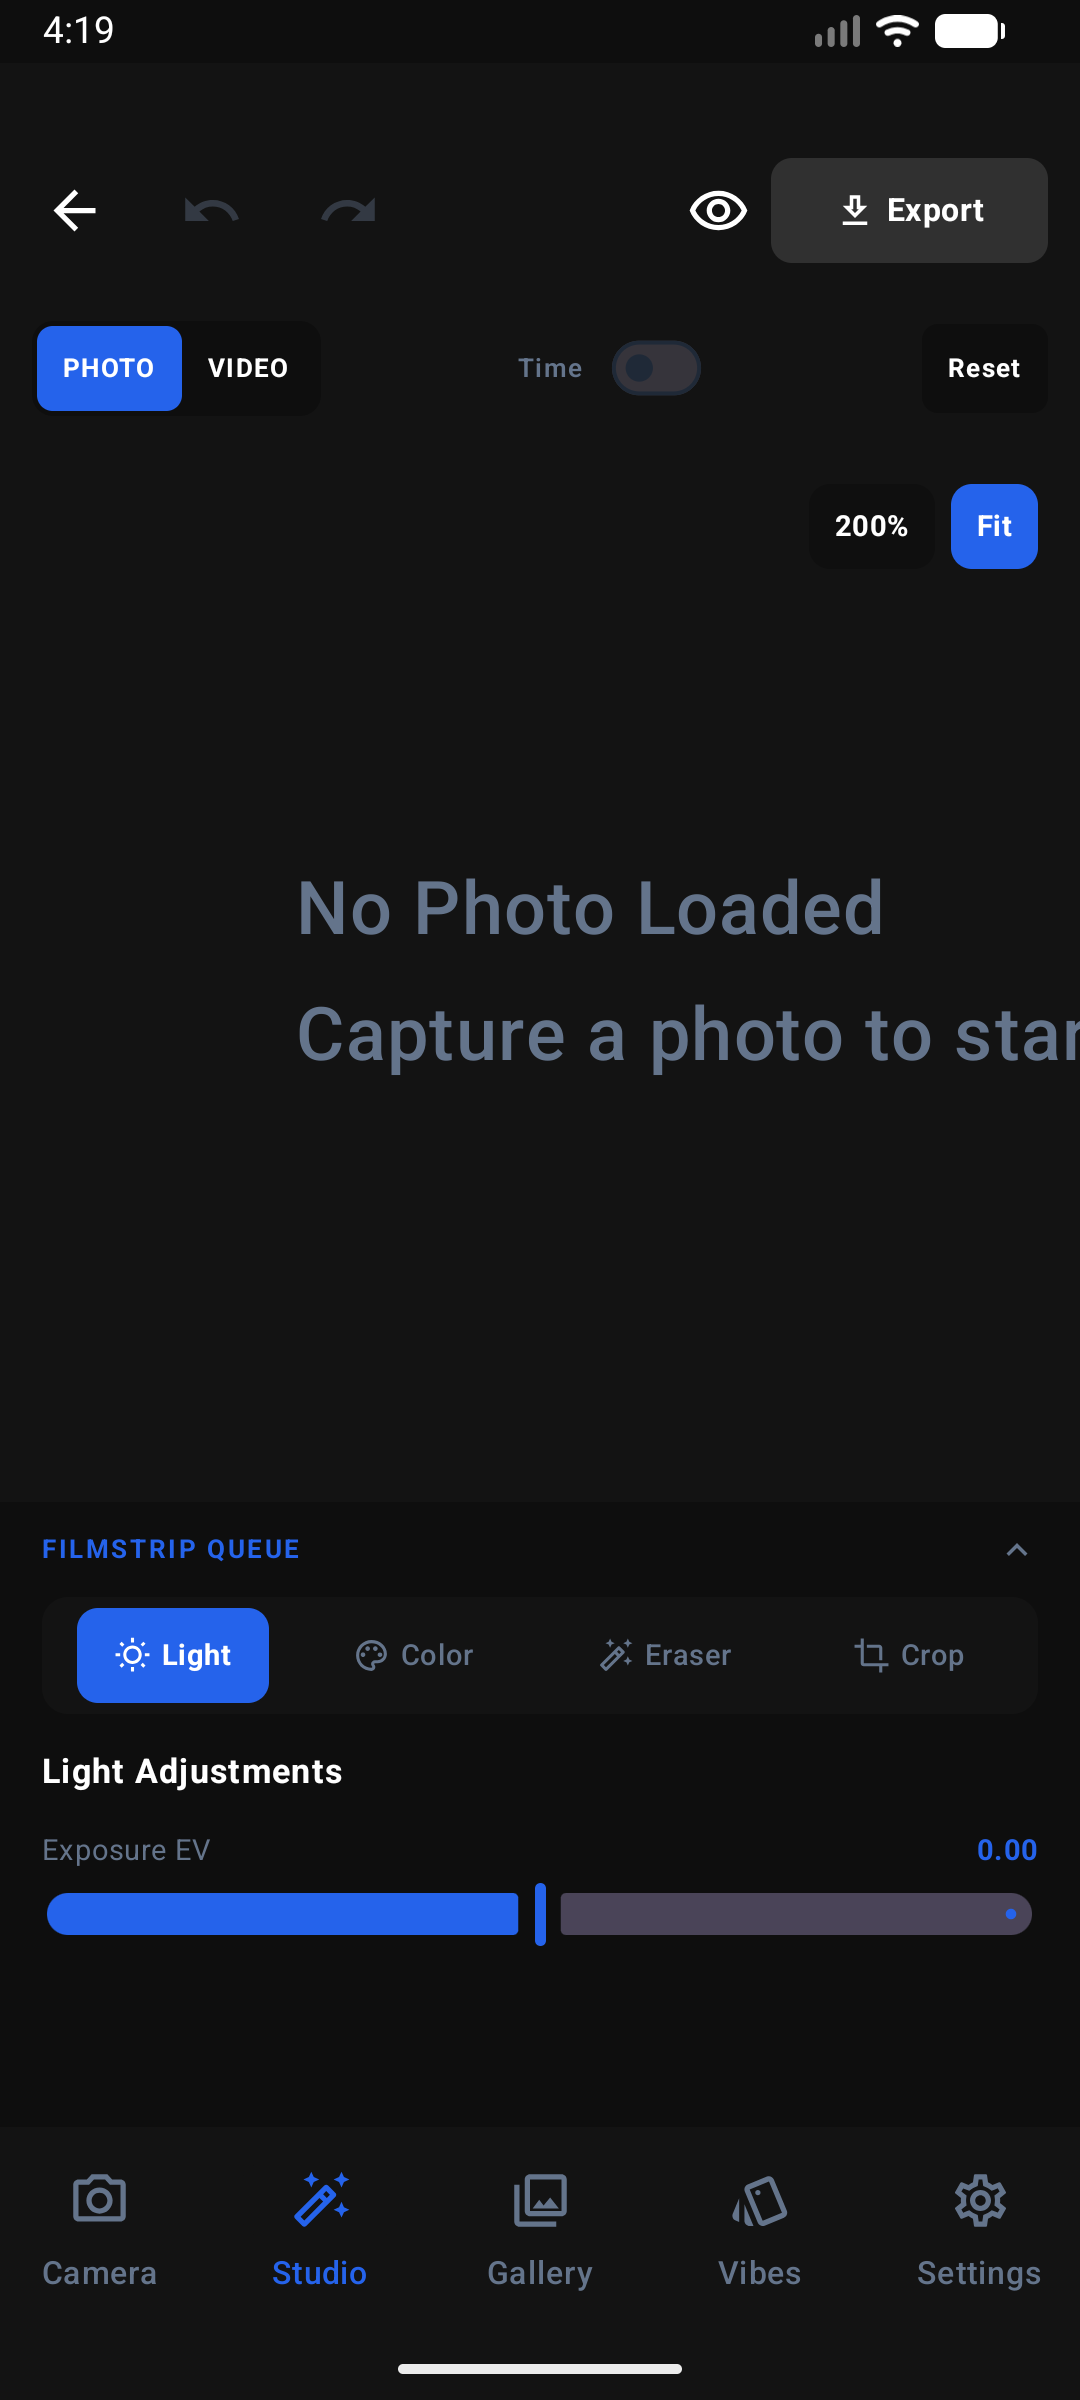 4:19
Export
PHOTO
VIDEO
Time
Reset
200%
Fit
No Photo Loaded
Capture a photo to star
FILMSTRIP QUEUE
Light
Color
Eraser
Crop
Light Adjustments
Exposure EV
0.00
Camera
Studio
Gallery
Vibes
Settings